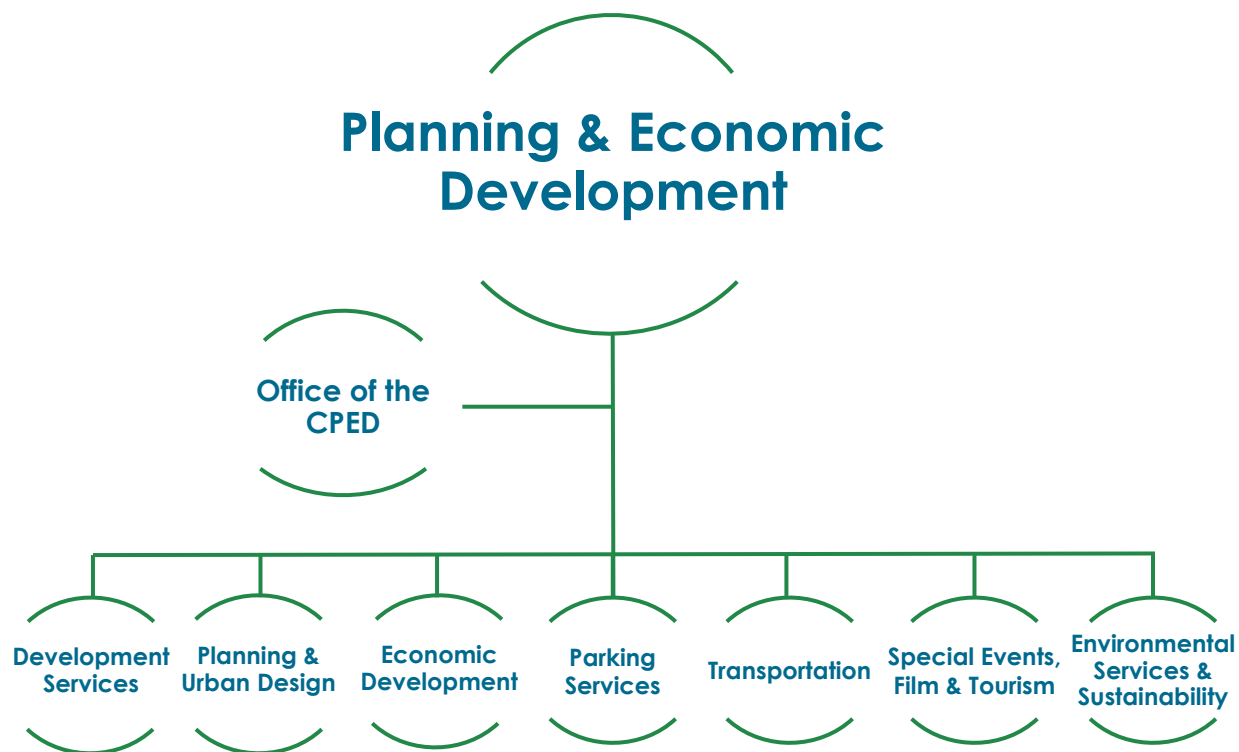 Planning & Economic
Development
Office of the
CPED
Development
Services
Planning &
Urban Design
Economic
Development
Parking
Services
Transportation
Special Events,
Film & Tourism
Environmental
Services &
Sustainability